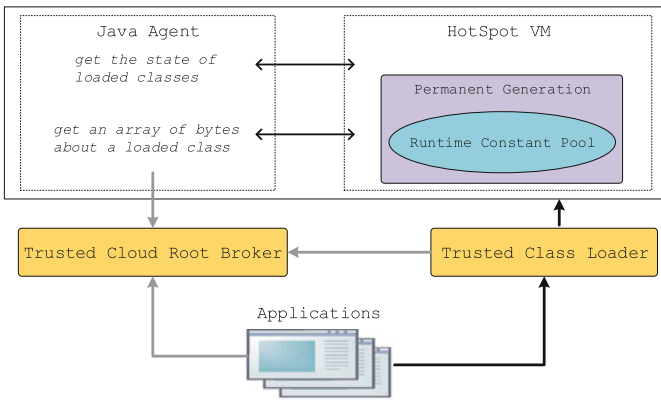 Java Agent
get the state of
loaded classes
get an array of bytes
about a loaded class
HotSpot VM
Permanent Generation
Runtime Constant Pool
Trusted Cloud Root Broker
Trusted Class Loader
Applications